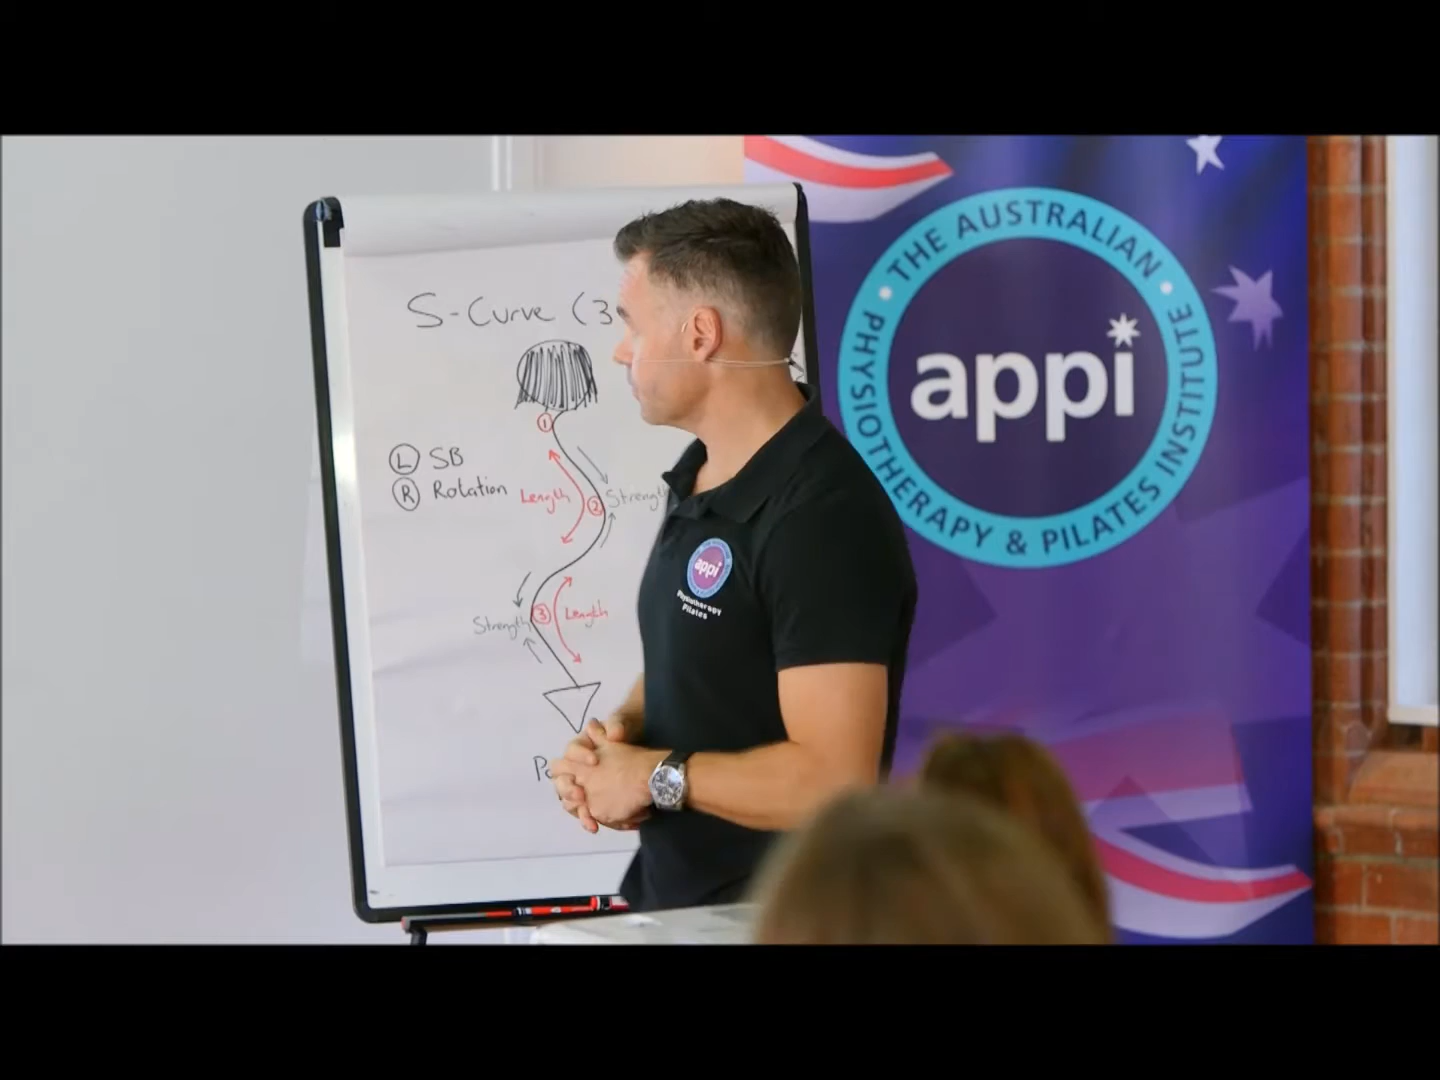 S-Curve (3
1
L SB
R Rotation
Length
2
Strength
Strength
3
Length
THE AUSTRALIAN
PHYSIOTHERAPY & PILATES INSTITUTE
appi
appi
Physiotherapy
Pilates